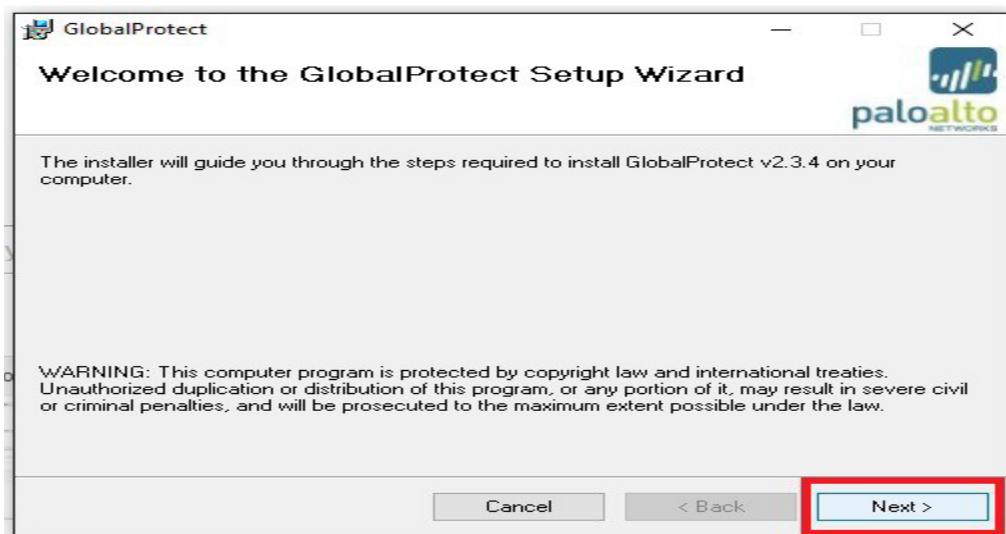 GlobalProtect
Welcome to the GlobalProtect Setup Wizard
paloalto
NETWORKS
The installer will guide you through the steps required to install GlobalProtect v2.3.4 on your
computer.
WARNING: This computer program is protected by copyright law and international treaties.
Unauthorized duplication or distribution of this program, or any portion of it, may result in severe civil
or criminal penalties, and will be prosecuted to the maximum extent possible under the law.
Cancel
< Back
Next >